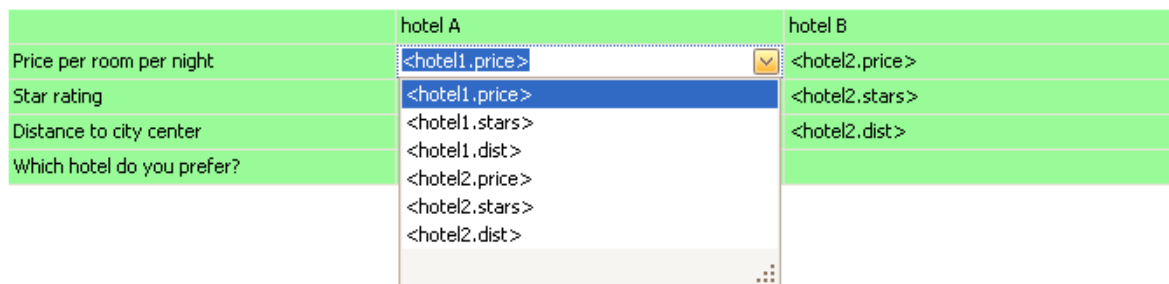 hotel A hotel B
Price per room per night <hotel1.price> <hotel2.price>
Star rating <hotel2.stars>
Distance to city center <hotel2.dist>
Which hotel do you prefer?
<hotel1.price>
<hotel1.stars>
<hotel1.dist>
<hotel2.price>
<hotel2.stars>
<hotel2.dist>